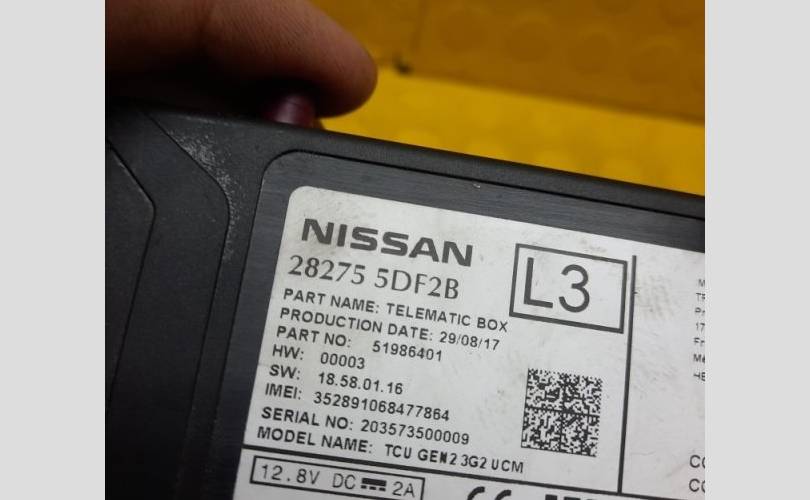 NISSAN
28275 5DF2B
L3
PART NAME: TELEMATIC BOX
PRODUCTION DATE: 29/08/17
PART NO: 51986401
HW: 00003
SW: 18.58.01.16
IMEI: 352891068477864
SERIAL NO: 203573500009
MODEL NAME: TCU GEN2 3G2 UCM
12.8V DC 2A
CE